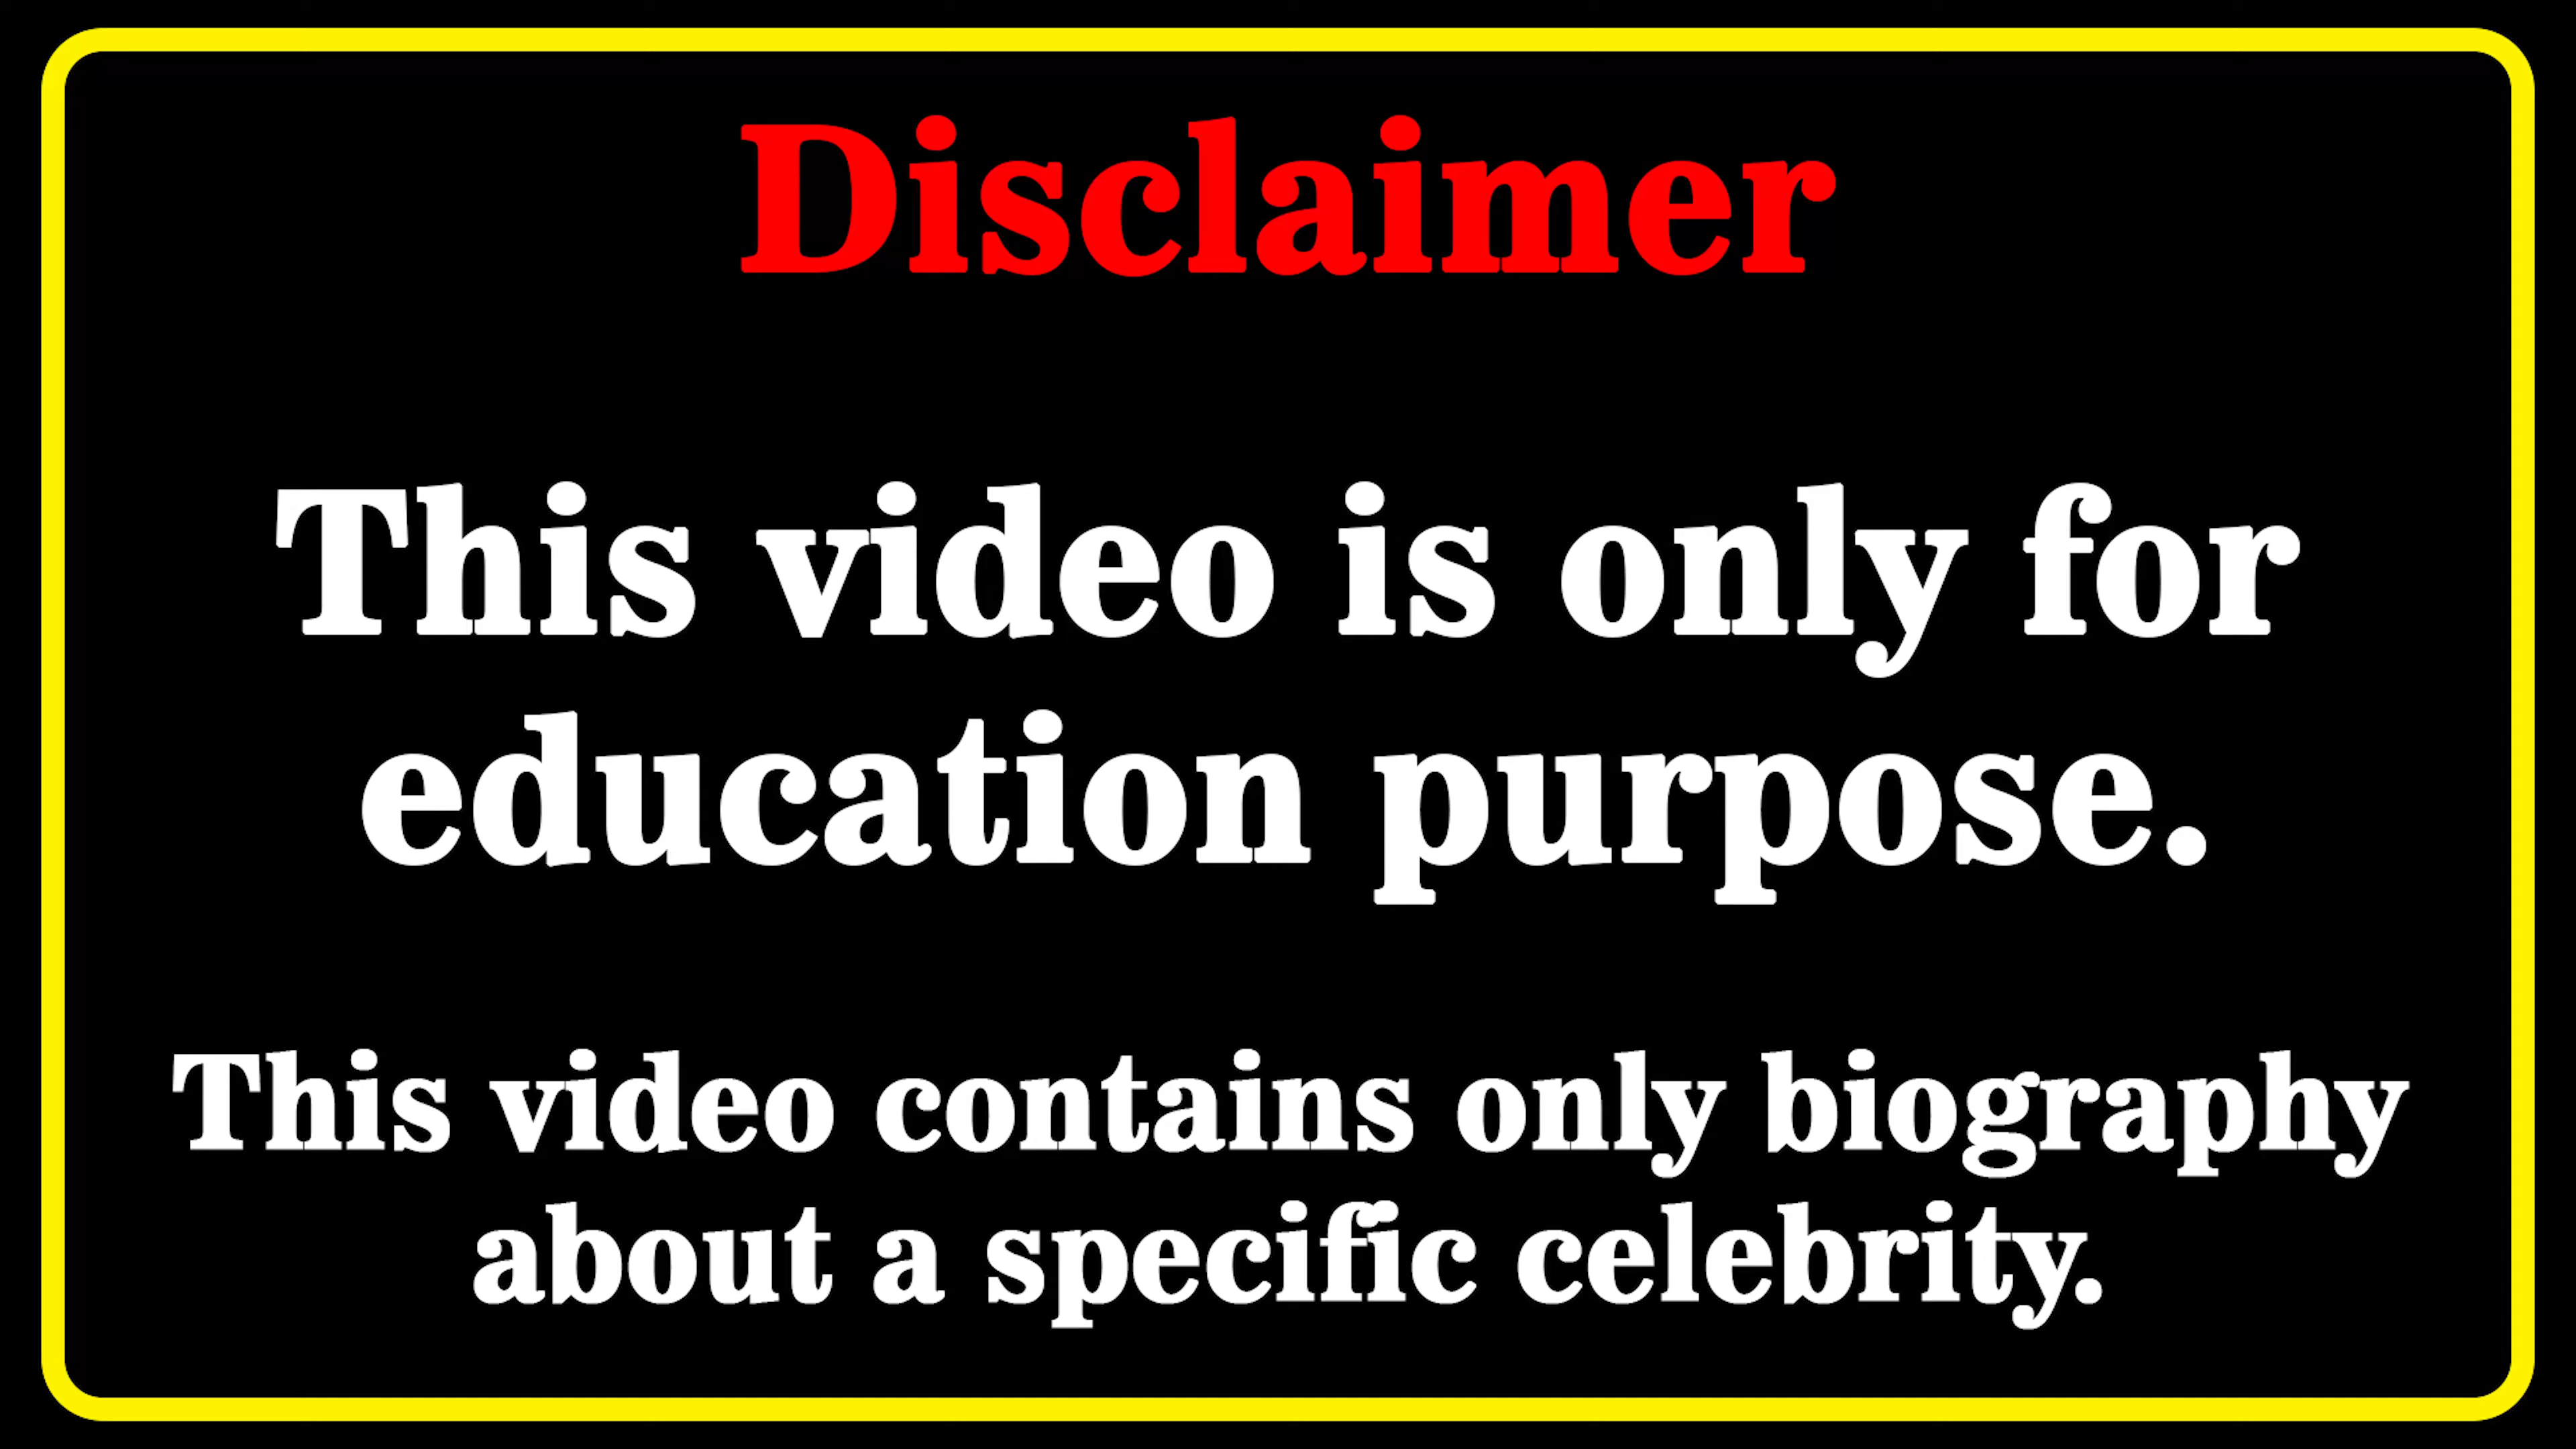 Disclaimer
This video is only for
education purpose.
This video contains only biography
about a specific celebrity.